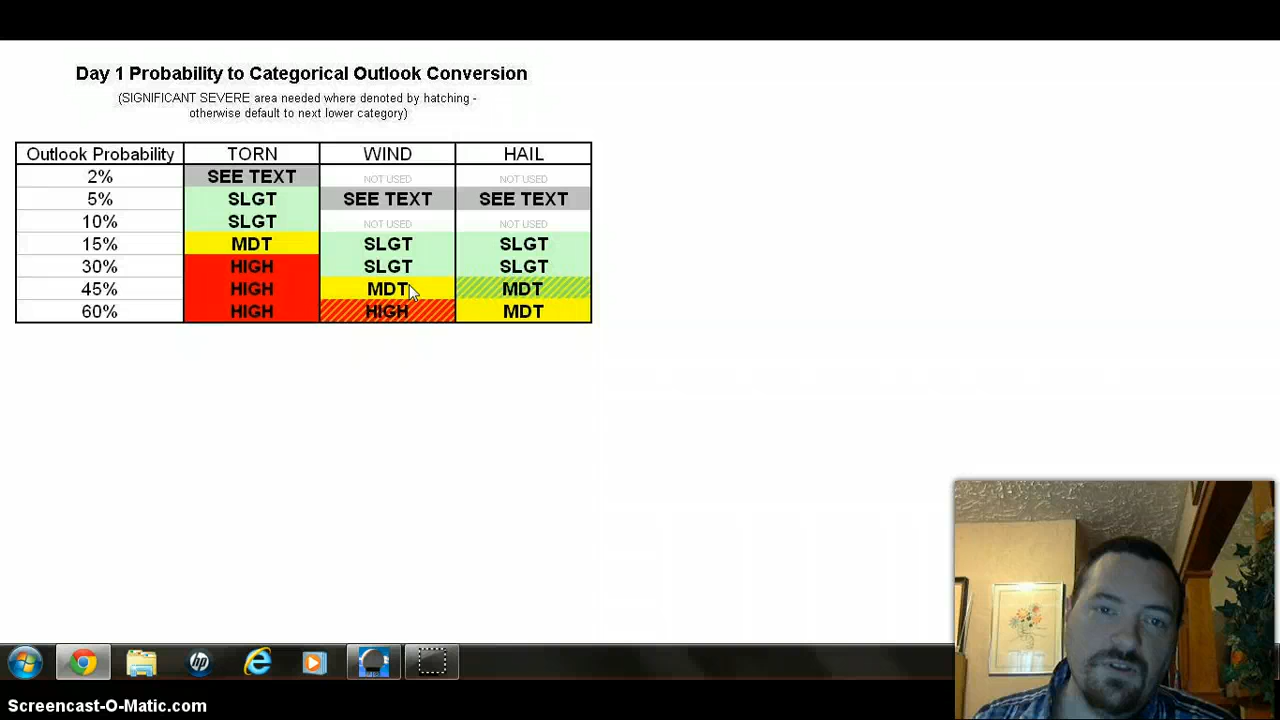 Day 1 Probability to Categorical Outlook Conversion
(SIGNIFICANT SEVERE area needed where denoted by hatching -
otherwise default to next lower category)
Outlook Probability TORN WIND HAIL
2% SEE TEXT NOT USED NOT USED
5% SLGT SEE TEXT SEE TEXT
10% SLGT NOT USED NOT USED
15% MDT SLGT SLGT
30% HIGH SLGT SLGT
45% HIGH MDT MDT
60% HIGH HIGH MDT
hp
Screencast-O-Matic.com